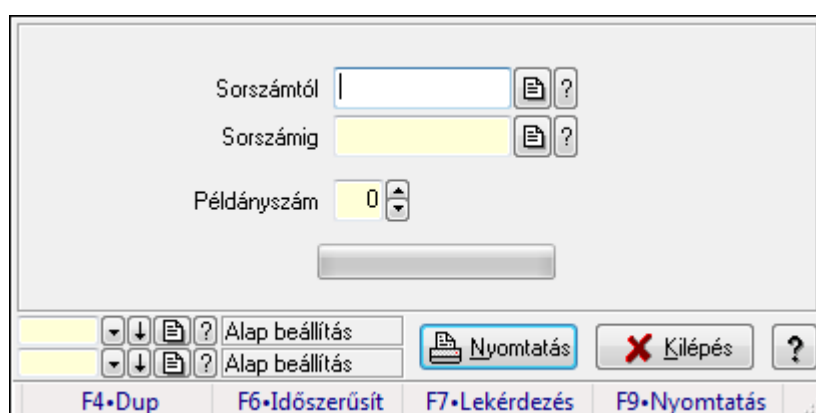 Sorszámtól ?
Sorszámig ?
Példányszám 0
? Alap beállítás
? Alap beállítás
Nyomtatás Kilépés ?
F4•Dup F6•Időszerűsít F7•Lekérdezés F9•Nyomtatás